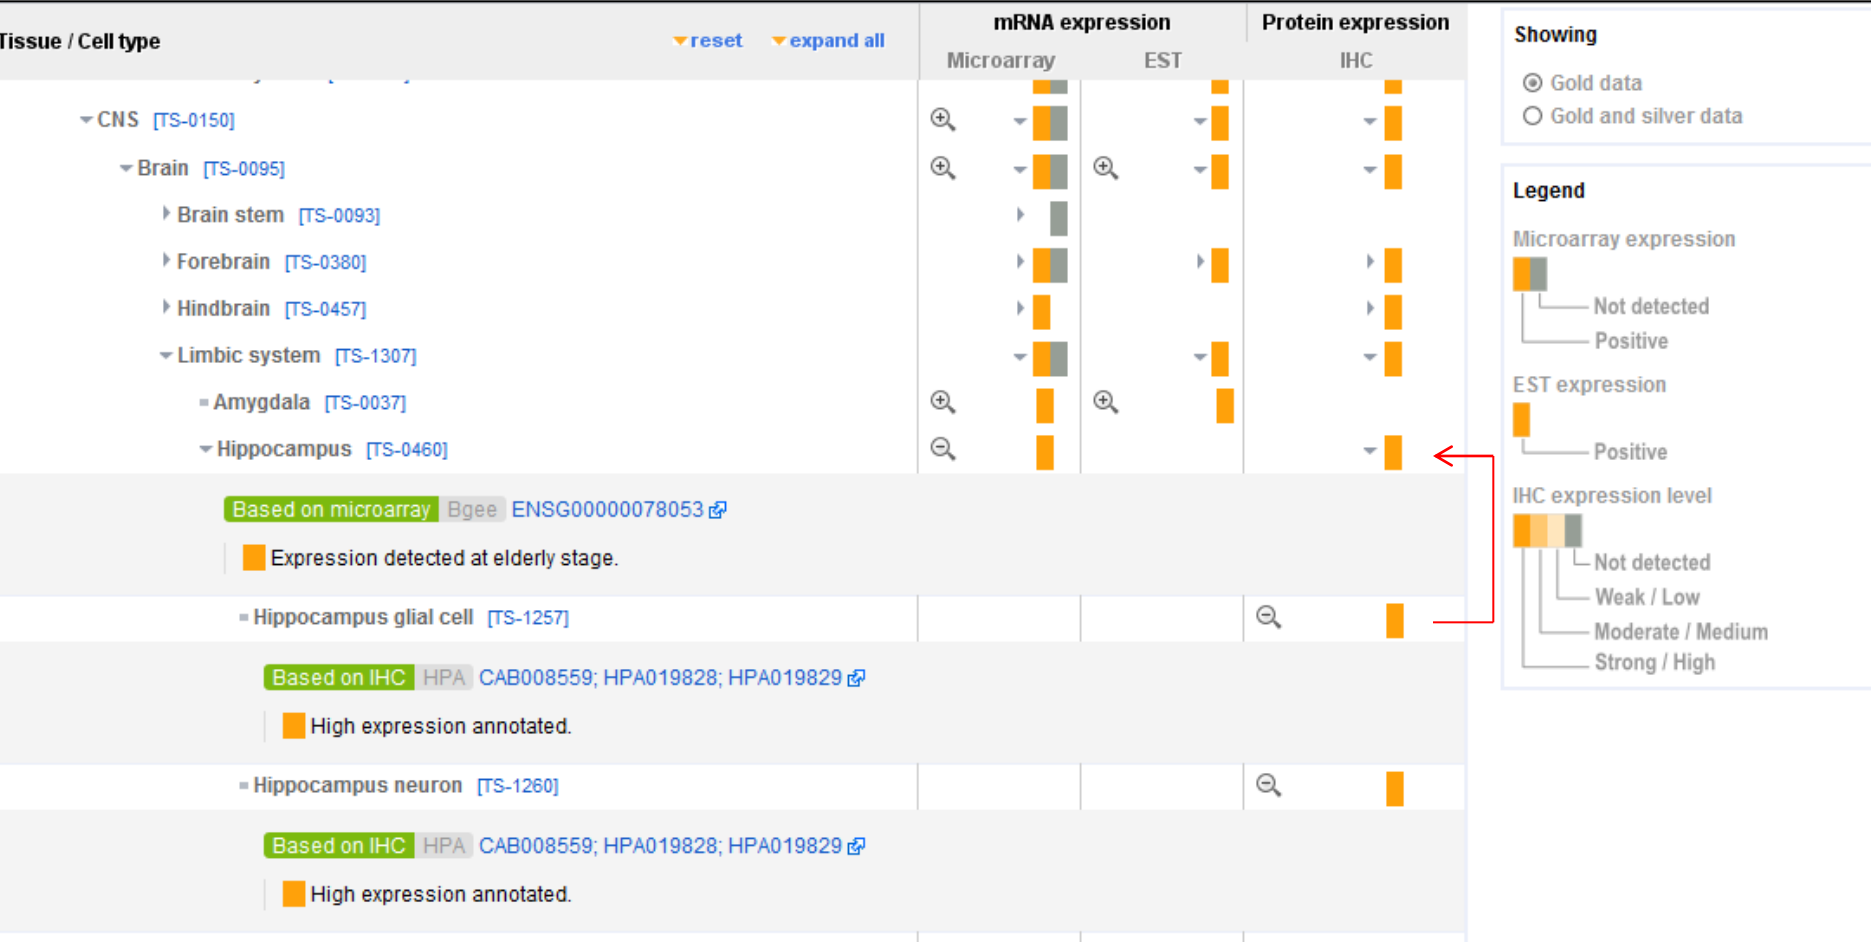 Tissue / Cell type
reset
expand all
mRNA expression
Protein expression
Microarray
EST
IHC
CNS [TS-0150]
Brain [TS-0095]
Brain stem [TS-0093]
Forebrain [TS-0380]
Hindbrain [TS-0457]
Limbic system [TS-1307]
Amygdala [TS-0037]
Hippocampus [TS-0460]
Based on microarray Bgee ENSG00000078053
Expression detected at elderly stage.
Hippocampus glial cell [TS-1257]
Based on IHC HPA CAB008559; HPA019828; HPA019829
High expression annotated.
Hippocampus neuron [TS-1260]
Based on IHC HPA CAB008559; HPA019828; HPA019829
High expression annotated.
Showing
Gold data
Gold and silver data
Legend
Microarray expression
Not detected
Positive
EST expression
Positive
IHC expression level
Not detected
Weak / Low
Moderate / Medium
Strong / High